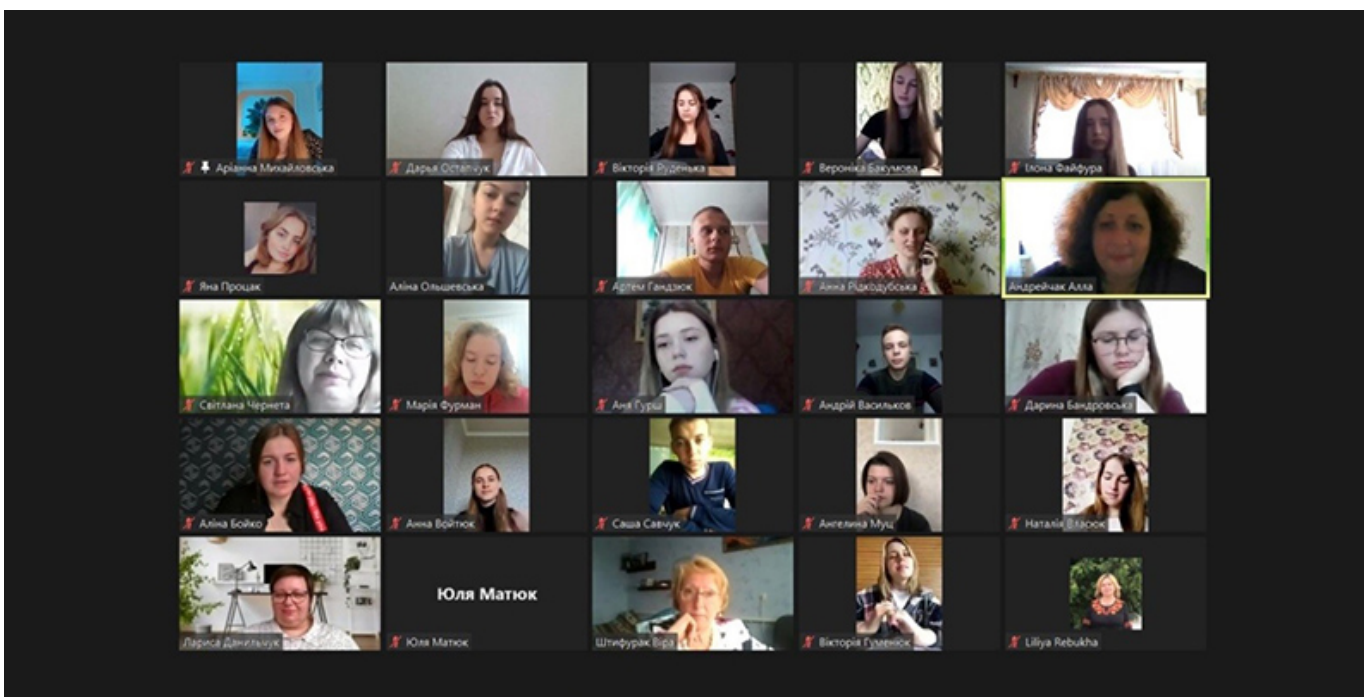 Аріанна Михайловська
Дарья Остапчук
Вікторія Руденька
Вероніка Бакумова
Ілона Файфура
Яна Процак
Аліна Ольшевська
Артем Гандзюк
Анна Рідкодубська
Андрейчак Алла
Світлана Чернета
Марія Фурман
Аня Гурш
Андрій Васильков
Дарина Бандровська
Аліна Бойко
Анна Войтюк
Саша Савчук
Ангелина Муц
Наталія Власюк
Лариса Данильчук
Юля Матюк
Юля Матюк
Штифурак Віра
Вікторія Гуменюк
Liliya Rebukha